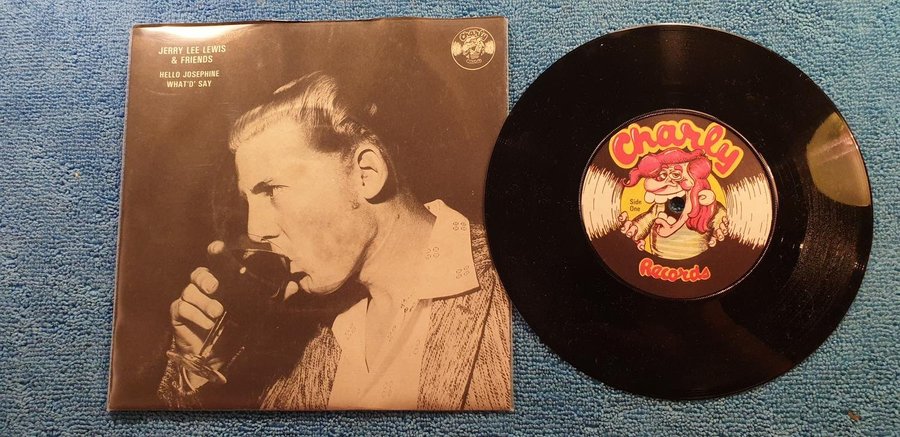 JERRY LEE LEWIS
& FRIENDS
HELLO JOSEPHINE
WHAT'D' SAY
Charly
Charly
Side
One
Records